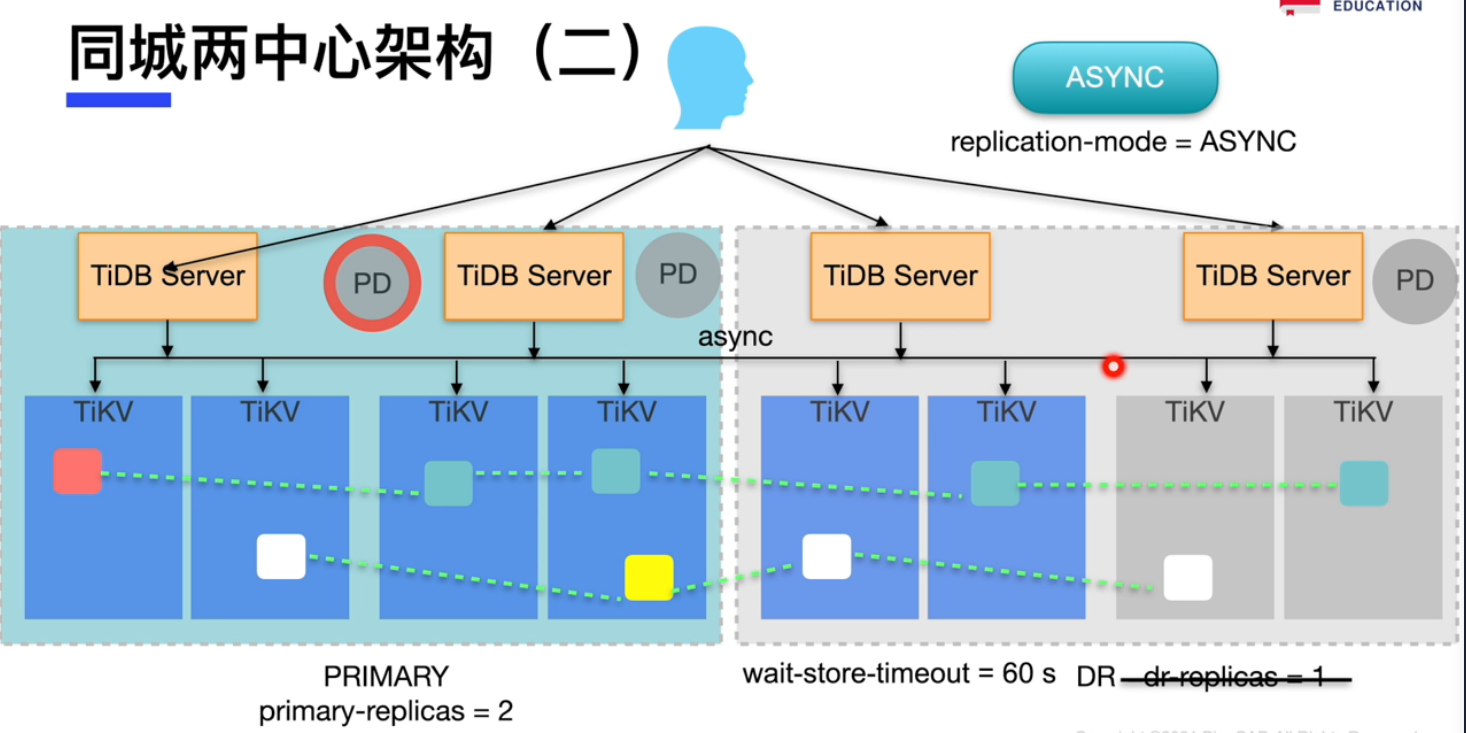 EDUCATION
同城两中心架构（二）
ASYNC
replication-mode = ASYNC
TiDB Server
PD
TiDB Server
PD
TiDB Server
TiDB Server
PD
async
TiKV
TiKV
TiKV
TiKV
TiKV
TiKV
TiKV
TiKV
PRIMARY
primary-replicas = 2
wait-store-timeout = 60 s
DR dr-replicas = 1